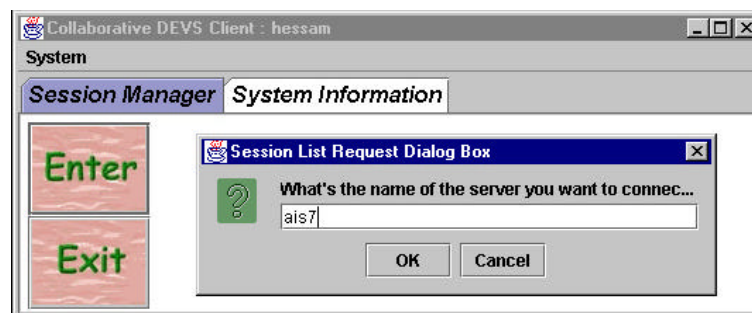 Collaborative DEVS Client : hessam
System
Session Manager System Information
Enter
Exit
Session List Request Dialog Box
What's the name of the server you want to connec...
ais7
OK Cancel